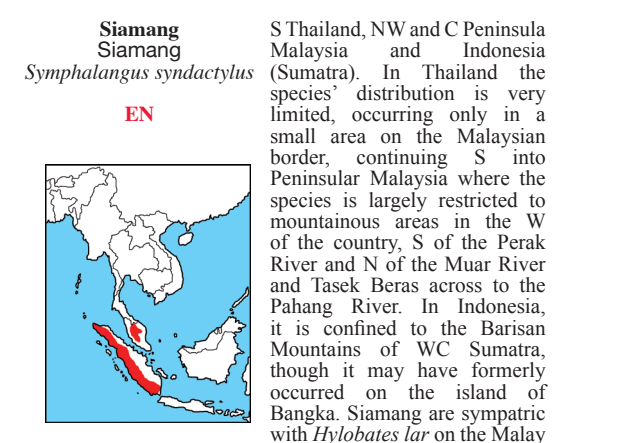 Siamang
Siamang
Symphalangus syndactylus
EN
S Thailand, NW and C Peninsula
Malaysia and Indonesia
(Sumatra). In Thailand the
species’ distribution is very
limited, occurring only in a
small area on the Malaysian
border, continuing S into
Peninsular Malaysia where the
species is largely restricted to
mountainous areas in the W
of the country, S of the Perak
River and N of the Muar River
and Tasek Beras across to the
Pahang River. In Indonesia,
it is confined to the Barisan
Mountains of WC Sumatra,
though it may have formerly
occurred on the island of
Bangka. Siamang are sympatric
with Hylobates lar on the Malay